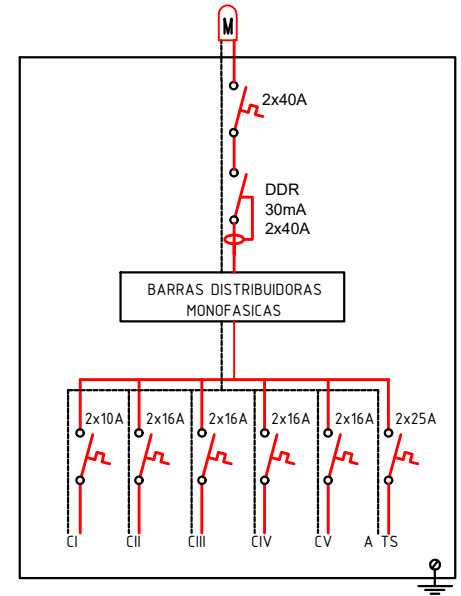 M
2x40A
DDR
30mA
2x40A
BARRAS DISTRIBUIDORAS
MONOFASICAS
2x10A 2x16A 2x16A 2x16A 2x16A 2x25A
CI CII CIII CIV CV A TS